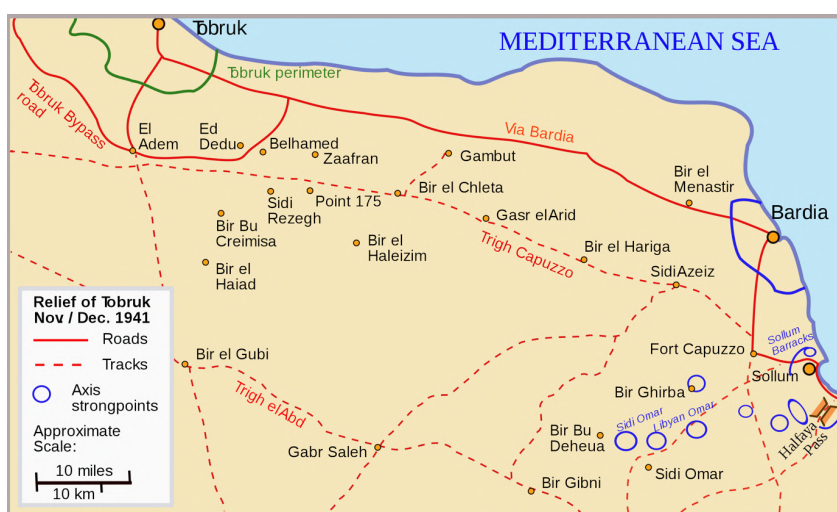 MEDITERRANEAN SEA
Tobruk
Tobruk perimeter
Tobruk Bypass
road
El
Adem
Ed
Dedu
Belhamed
Zaafran
Via Bardia
Gambut
Bir el
Menastir
Bardia
Sidi
Rezegh
Point 175
Bir el Chleta
Gasr elArid
Bir Bu
Creimisa
Bir el
Haleizim
Trigh Capuzzo
Bir el Hariga
Bir el
Haiad
SidiAzeiz
Relief of Tobruk
Nov / Dec. 1941
Roads
Tracks
Axis
strongpoints
Approximate
Scale:
10 miles
10 km
Bir el Gubi
Trigh elAbd
Gabr Saleh
Fort Capuzzo
Sollum
Barracks
Sollum
Bir Ghirba
Sidi Omar
Libyan Omar
Bir Bu
Deheua
Halfaya
Pass
Sidi Omar
Bir Gibni